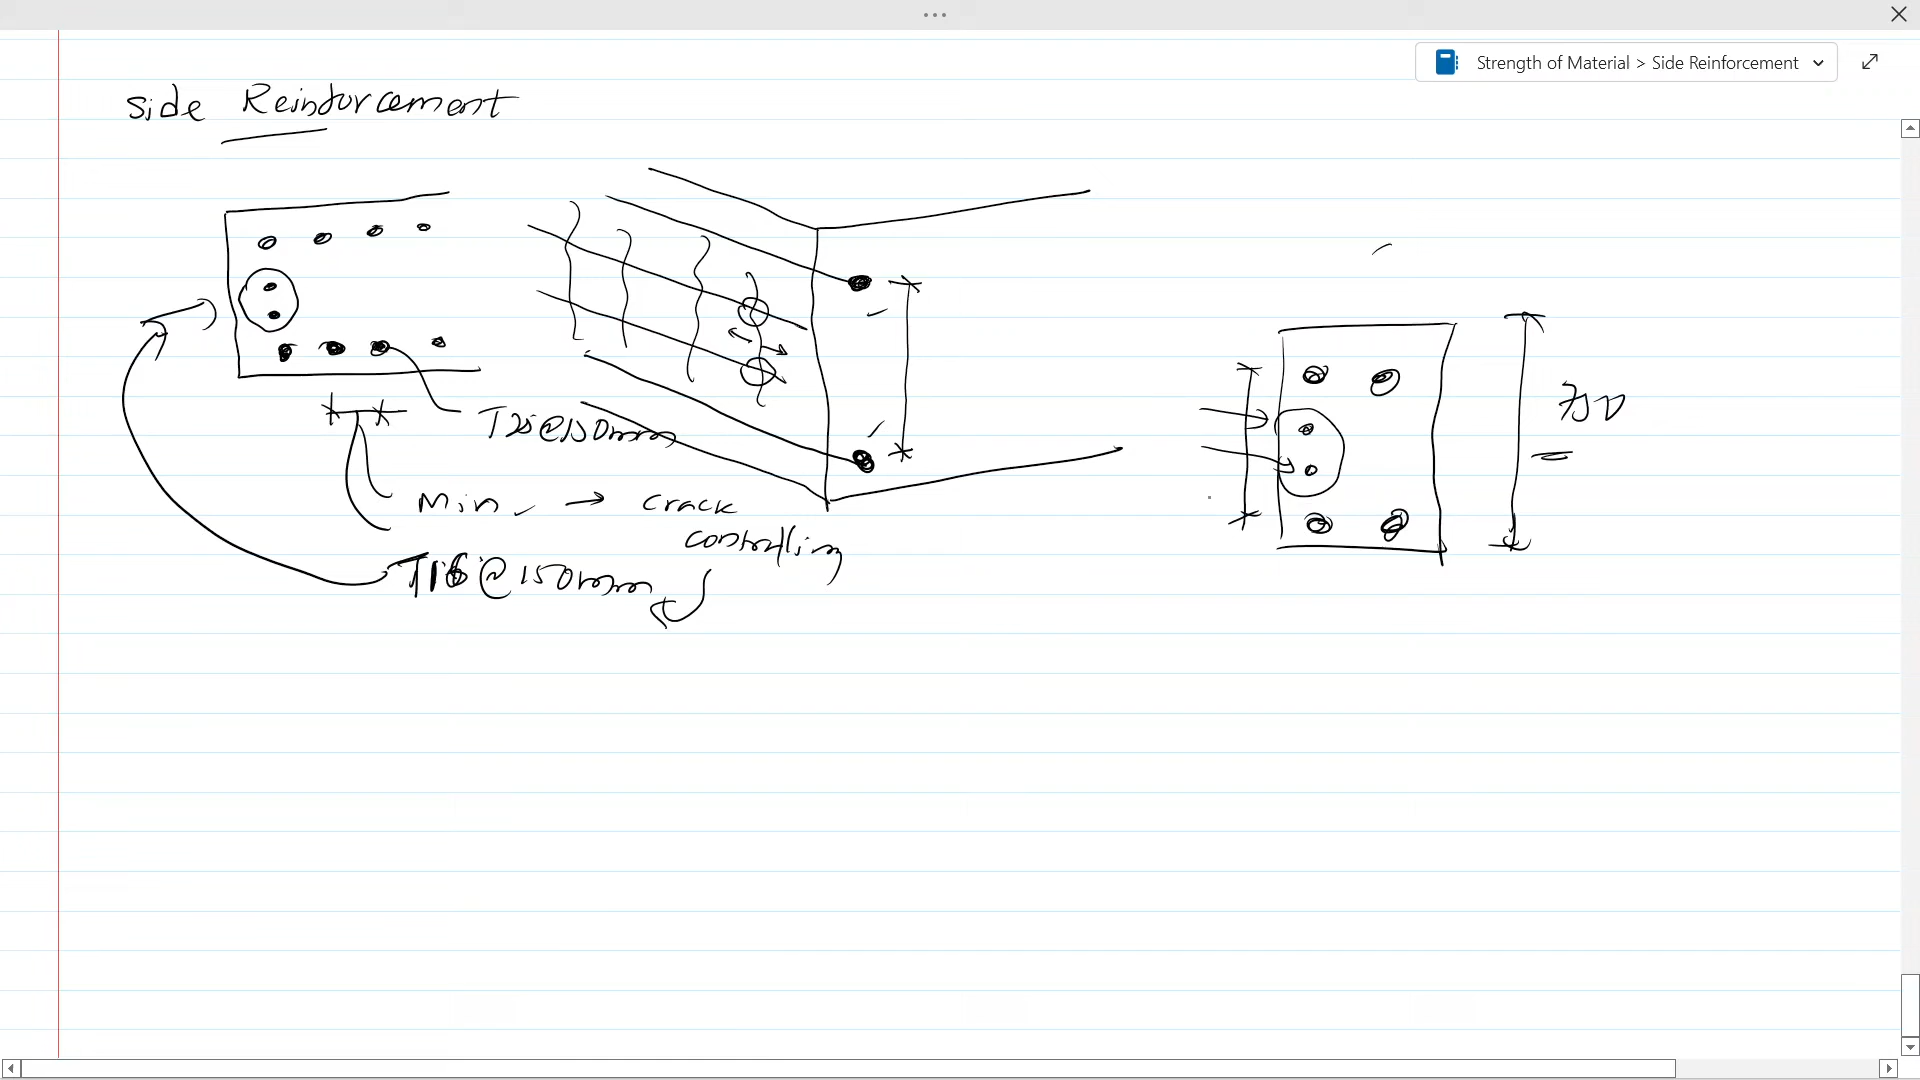 Strength of Material > Side Reinforcement
Side Reinforcement
T25@150mm
Min → crack
controlling
T16@150mm
750